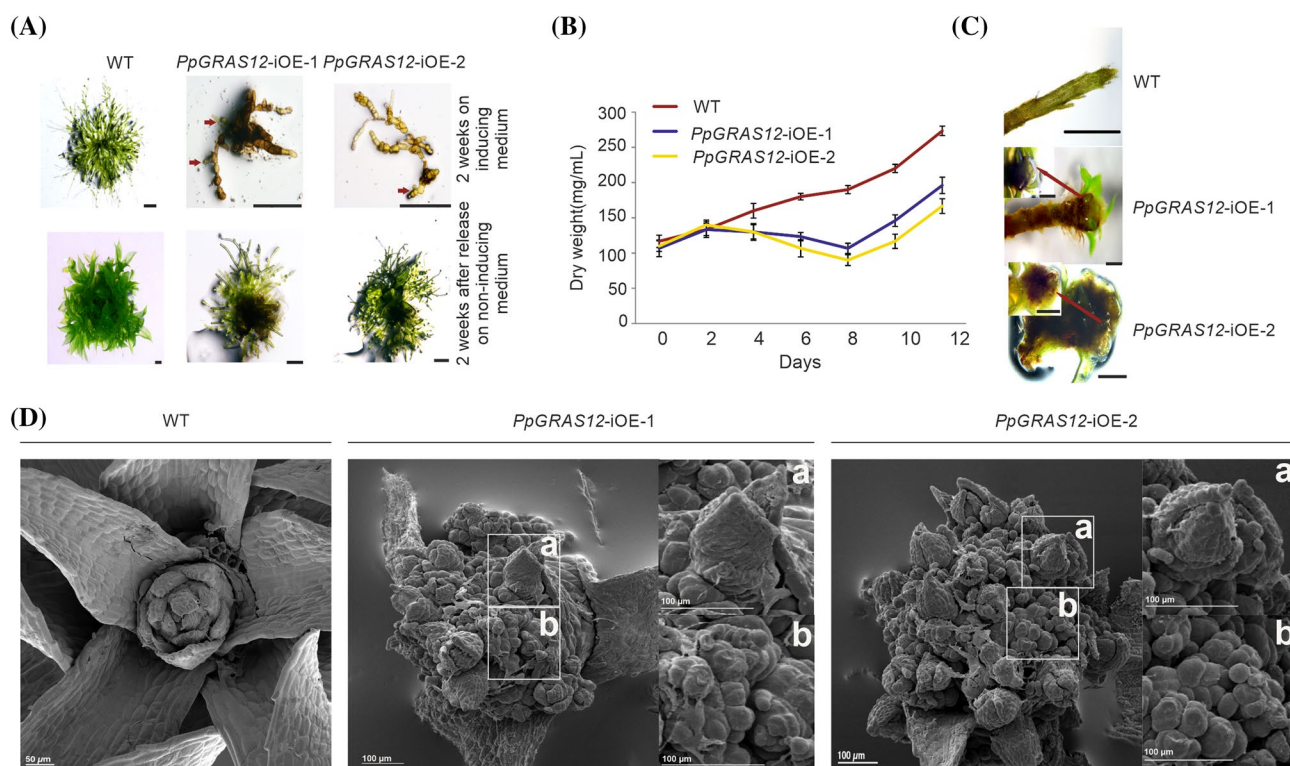 (A)
WT
PpGRAS12-iOE-1
PpGRAS12-iOE-2
2 weeks on
inducing
medium
2 weeks after release
on non-inducing
medium
(B)
Dry weight(mg/mL)
300
250
200
150
100
50
0
WT
PpGRAS12-iOE-1
PpGRAS12-iOE-2
0 2 4 6 8 10 12
Days
(C)
WT
PpGRAS12-iOE-1
PpGRAS12-iOE-2
(D)
WT
PpGRAS12-iOE-1
PpGRAS12-iOE-2
50 µm
a
b
100 µm
a
100 µm
b
100 µm
a
b
100 µm
a
100 µm
b
100 µm